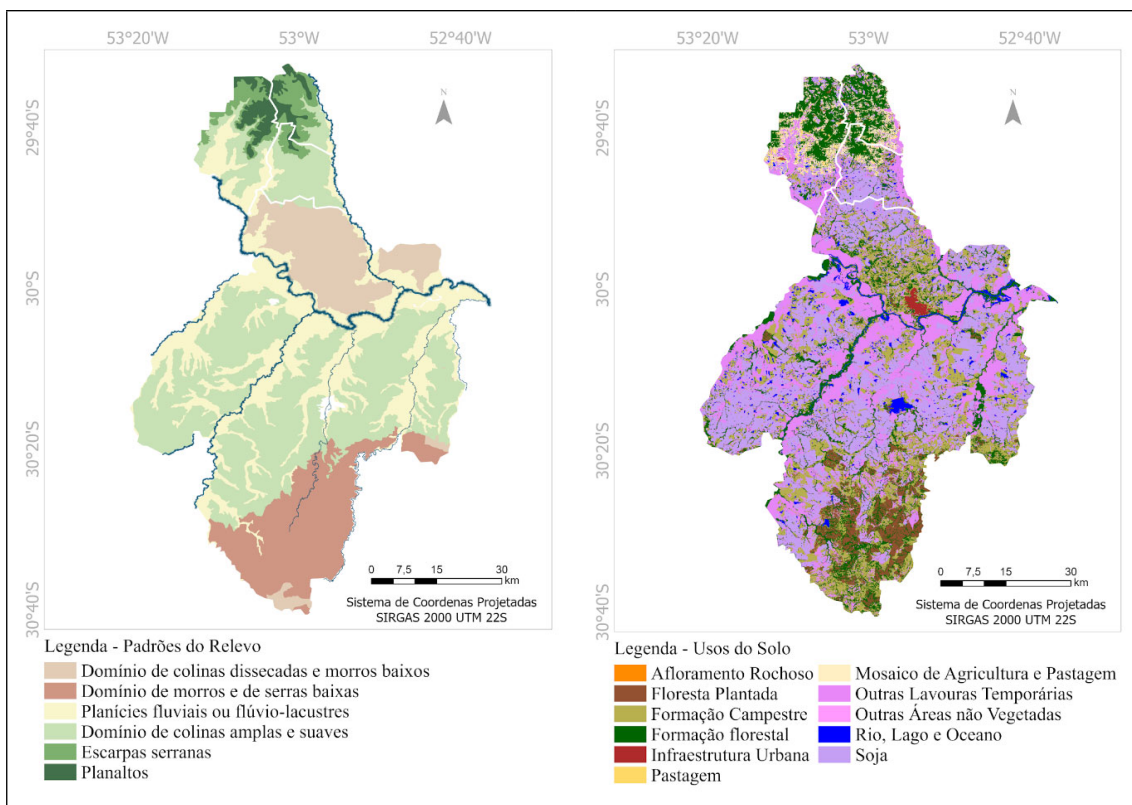 53°20'W 53°W 52°40'W
29°40'S
30°S
30°20'S
30°40'S
N
0 7,5 15 30
km
Sistema de Coordenas Projetadas
SIRGAS 2000 UTM 22S
Legenda - Padrões do Relevo
Domínio de colinas dissecadas e morros baixos
Domínio de morros e de serras baixas
Planícies fluviais ou flúvio-lacustres
Domínio de colinas amplas e suaves
Escarpas serranas
Planaltos
53°20'W 53°W 52°40'W
29°40'S
30°S
30°20'S
30°40'S
N
0 7,5 15 30
km
Sistema de Coordenas Projetadas
SIRGAS 2000 UTM 22S
Legenda - Usos do Solo
Afloramento Rochoso
Floresta Plantada
Formação Campestre
Formação florestal
Infraestrutura Urbana
Pastagem
Mosaico de Agricultura e Pastagem
Outras Lavouras Temporárias
Outras Áreas não Vegetadas
Rio, Lago e Oceano
Soja